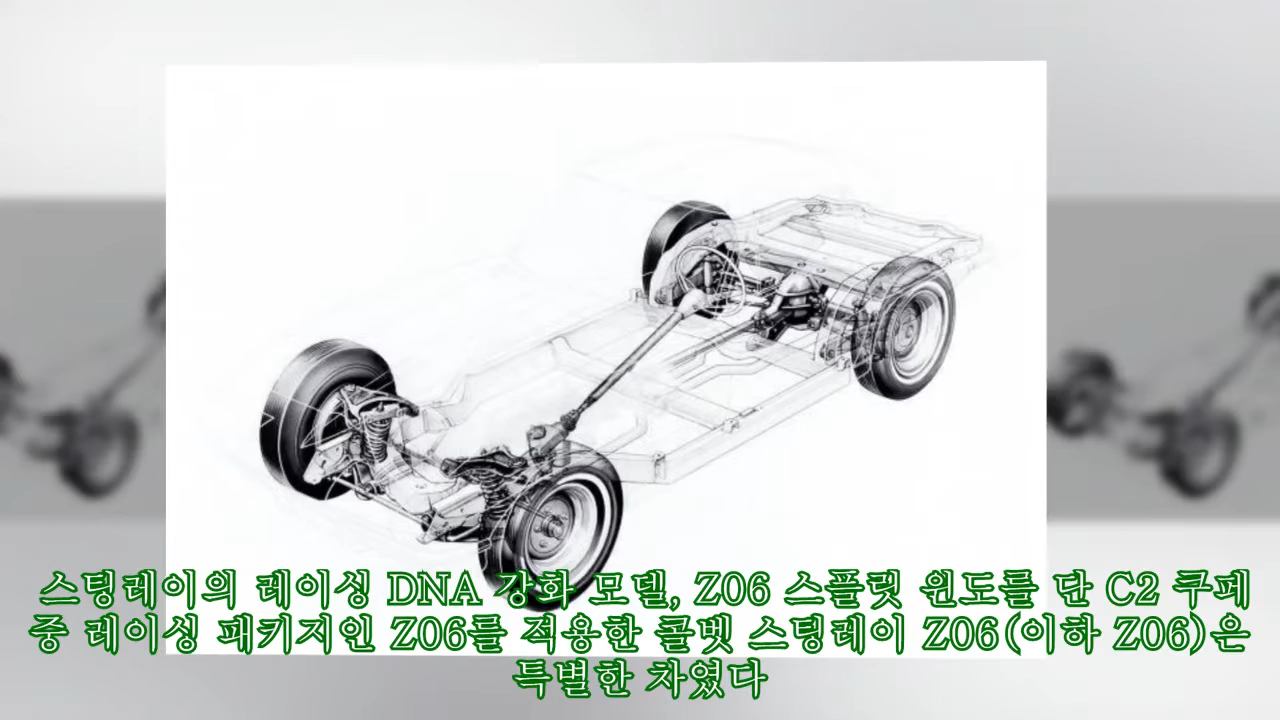 스팅레이의 레이싱 DNA 강화 모델, Z06 스플릿 윈도를 단 C2 쿠페
중 레이싱 패키지인 Z06를 적용한 콜벳 스팅레이 Z06(이하 Z06)은
특별한 차였다